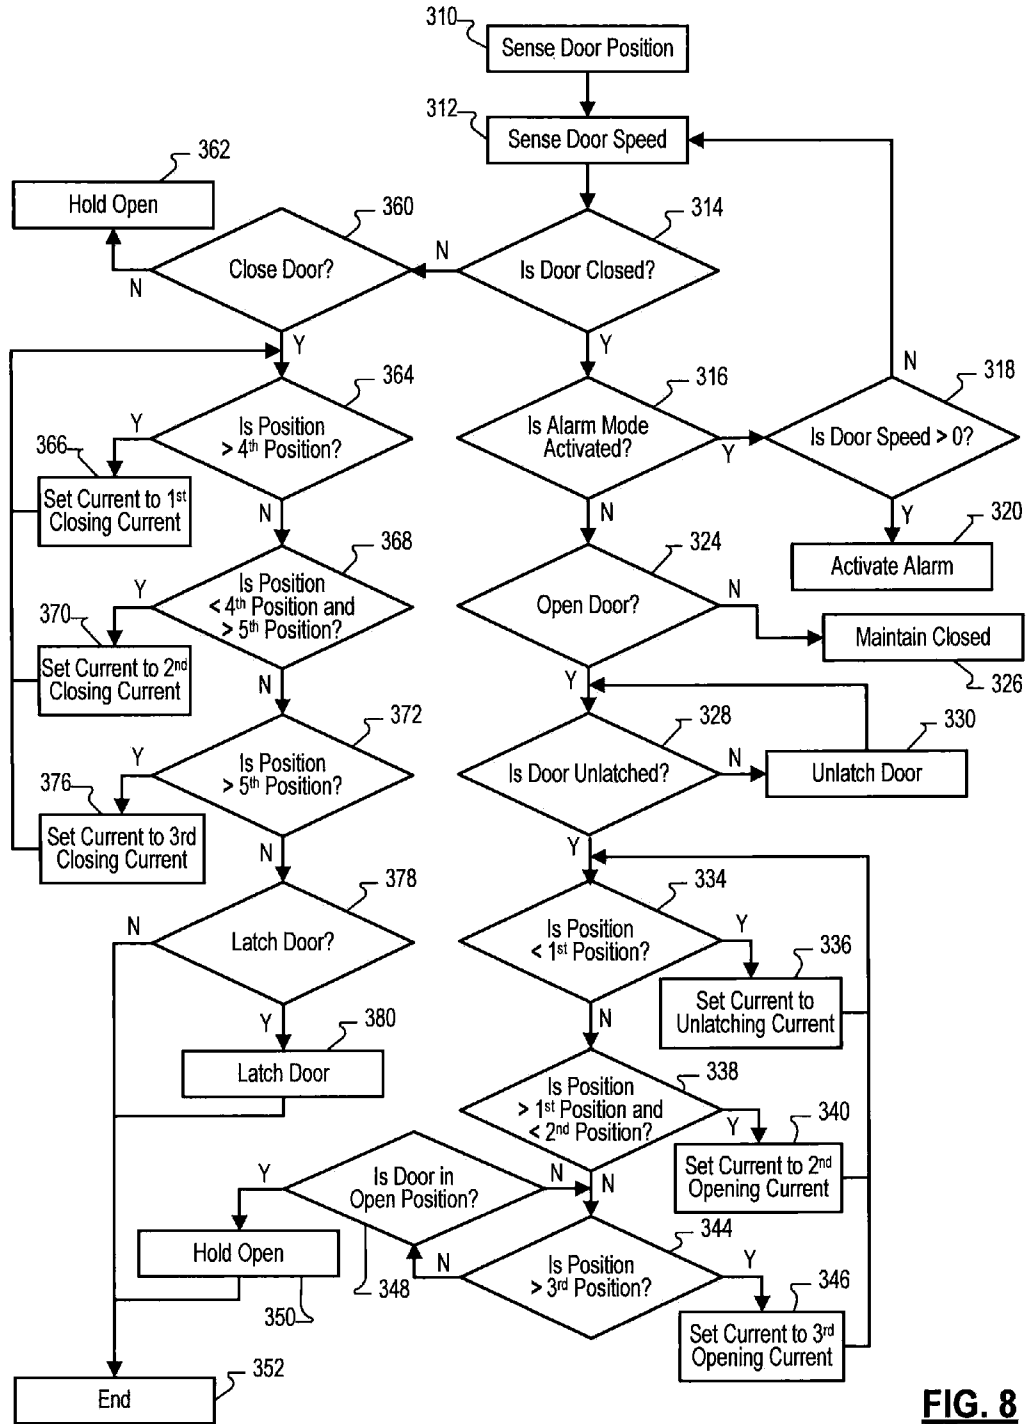 310
Sense Door Position
312
Sense Door Speed
362
Hold Open
360
Close Door?
N
N
314
Is Door Closed?
Y
Y
364
Is Position
> 4th Position?
Y
366
Set Current to 1st
Closing Current
N
316
Is Alarm Mode
Activated?
Y
N
318
Is Door Speed > 0?
N
Y
320
Activate Alarm
368
Is Position
< 4th Position and
> 5th Position?
Y
370
Set Current to 2nd
Closing Current
N
324
Open Door?
N
Maintain Closed
326
Y
372
Is Position
> 5th Position?
Y
376
Set Current to 3rd
Closing Current
N
328
Is Door Unlatched?
N
330
Unlatch Door
Y
378
Latch Door?
N
Y
380
Latch Door
334
Is Position
< 1st Position?
Y
336
Set Current to
Unlatching Current
N
338
Is Position
> 1st Position and
< 2nd Position?
Y
340
Set Current to 2nd
Opening Current
N
Is Door in
Open Position?
Y
N
348
Hold Open
350
344
Is Position
> 3rd Position?
N
Y
346
Set Current to 3rd
Opening Current
End
352
FIG. 8